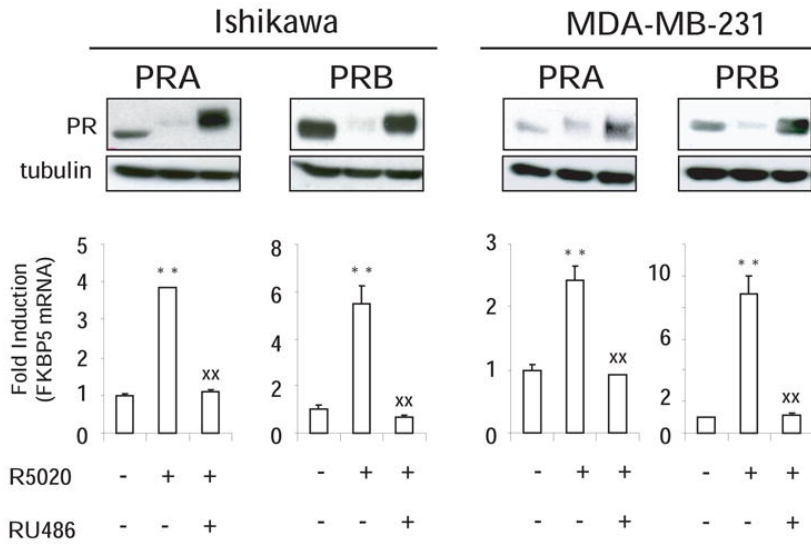 Ishikawa MDA-MB-231
PRA PRB PRA PRB
PR
tubulin
Fold Induction
(FKBP5 mRNA)
5 4 3 2 1 0
* *
xx
8 6 4 2 0
* *
xx
3 2 1 0
* *
xx
10 6 2 0
* *
xx
R5020 - + + - + + - + + - + +
RU486 - - + - - + - - + - - +